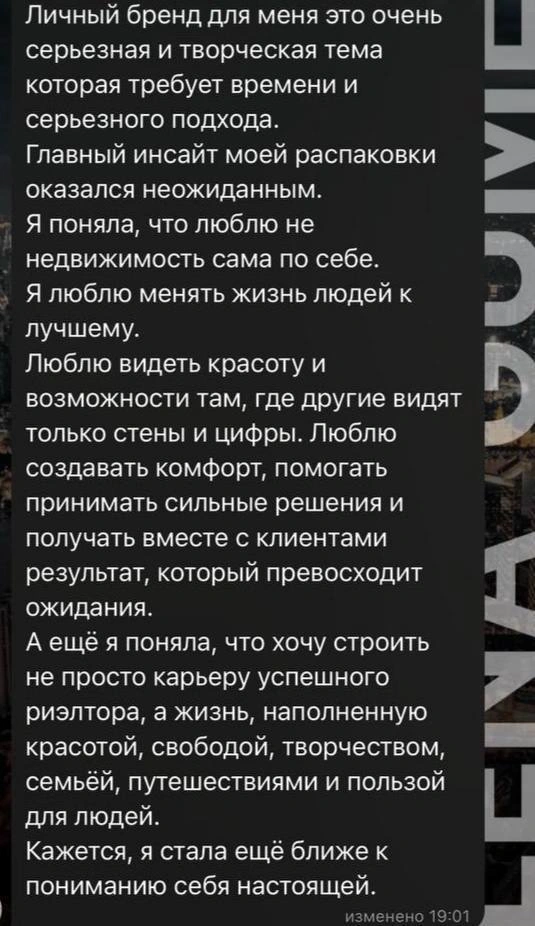 Личный бренд для меня это очень
серьезная и творческая тема
которая требует времени и
серьезного подхода.
Главный инсайт моей распаковки
оказался неожиданным.
Я поняла, что люблю не
недвижимость сама по себе.
Я люблю менять жизнь людей к
лучшему.
Люблю видеть красоту и
возможности там, где другие видят
только стены и цифры. Люблю
создавать комфорт, помогать
принимать сильные решения и
получать вместе с клиентами
результат, который превосходит
ожидания.
А ещё я поняла, что хочу строить
не просто карьеру успешного
риэлтора, а жизнь, наполненную
красотой, свободой, творчеством,
семьёй, путешествиями и пользой
для людей.
Кажется, я стала ещё ближе к
пониманию себя настоящей.
изменено 19:01